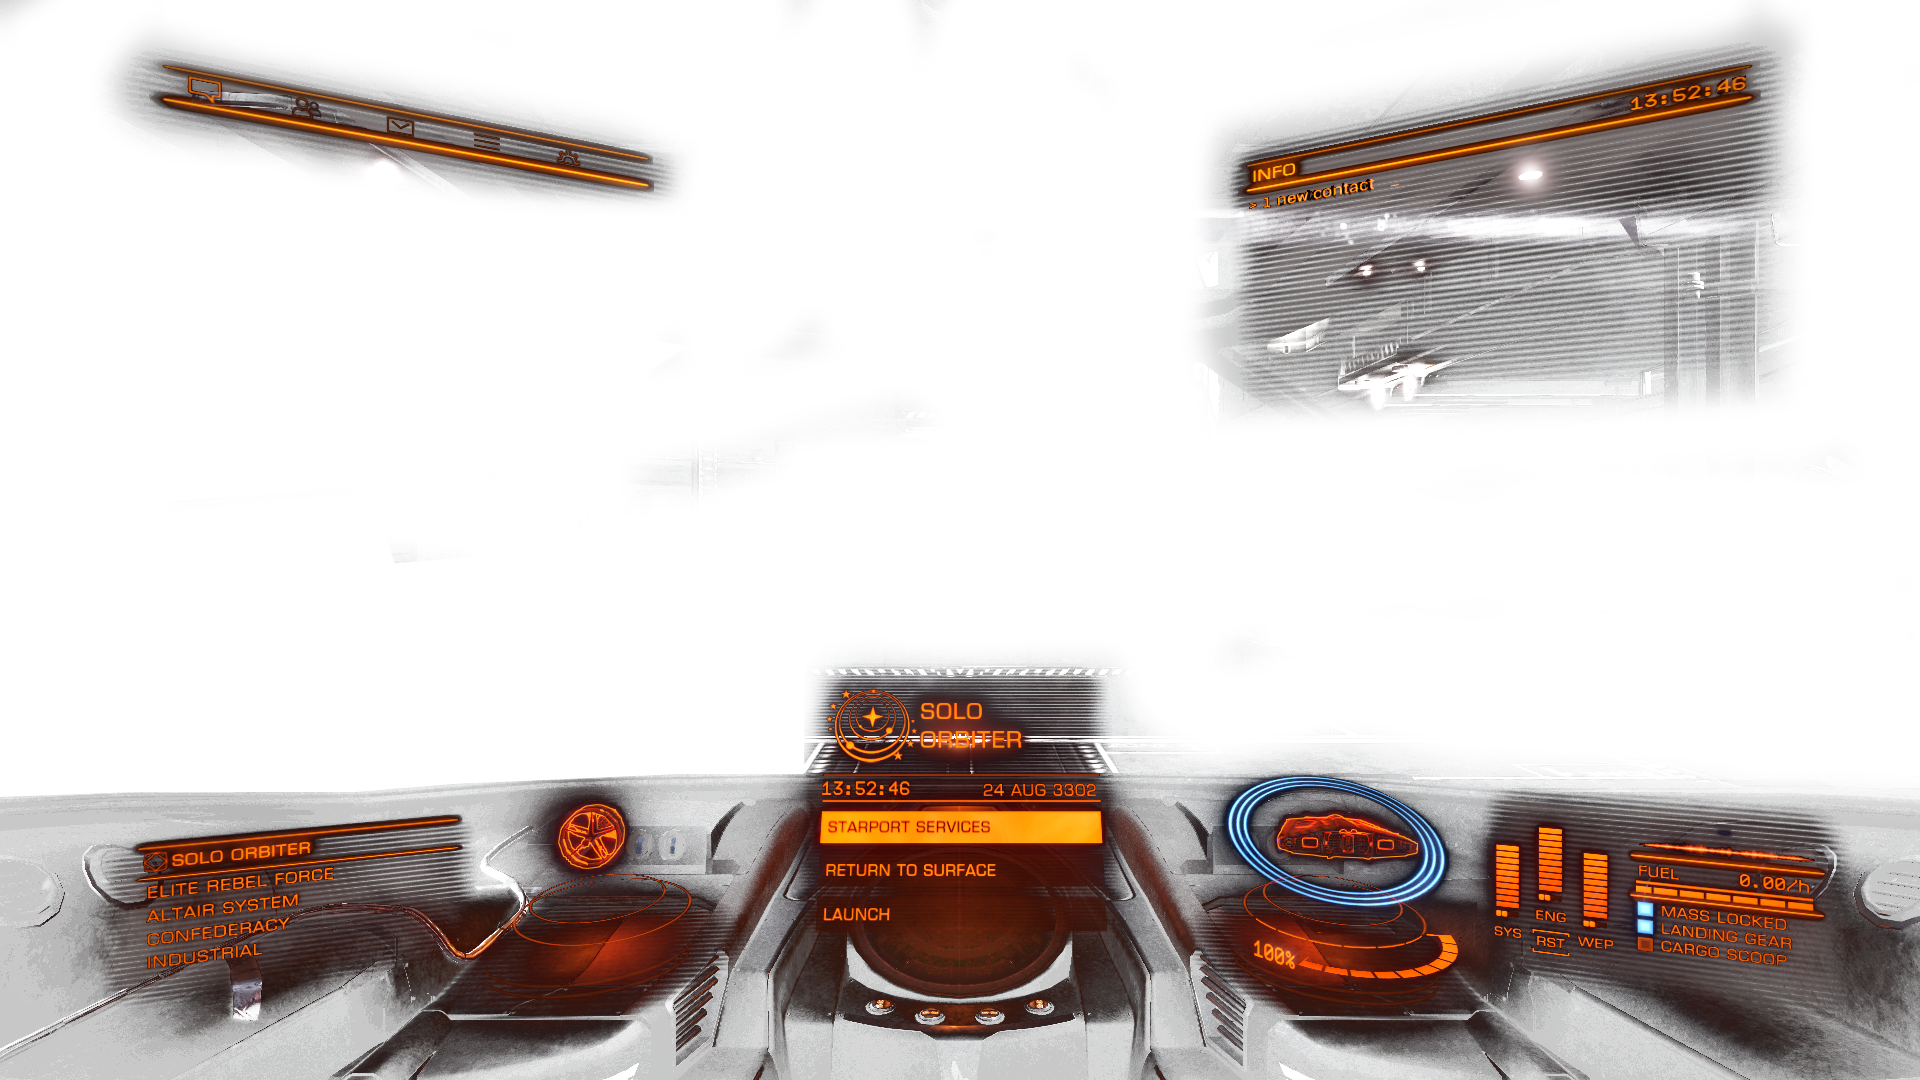 13:52:46
INFO
> 1 new contact
SOLO
ORBITER
13:52:46 24 AUG 3302
STARPORT SERVICES
RETURN TO SURFACE
LAUNCH
SOLO ORBITER
ELITE REBEL FORCE
ALTAIR SYSTEM
CONFEDERACY
INDUSTRIAL
100%
SYS
ENG
RST
WEP
FUEL 0.00/h
MASS LOCKED
LANDING GEAR
CARGO SCOOP